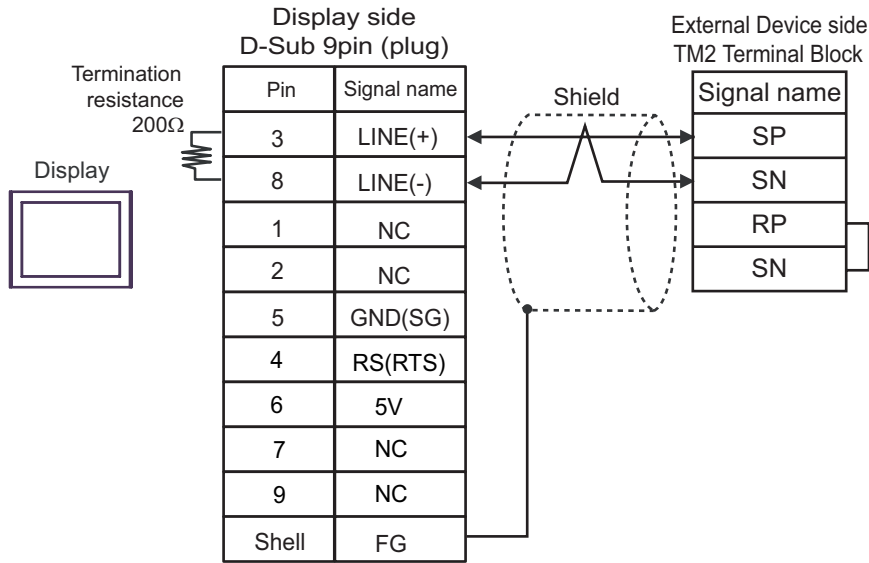 Display side
D-Sub 9pin (plug)
External Device side
TM2 Terminal Block
Termination
resistance
200Ω
Display
Shield
Pin Signal name
3 LINE(+)
8 LINE(-)
1 NC
2 NC
5 GND(SG)
4 RS(RTS)
6 5V
7 NC
9 NC
Shell FG
Signal name
SP
SN
RP
SN